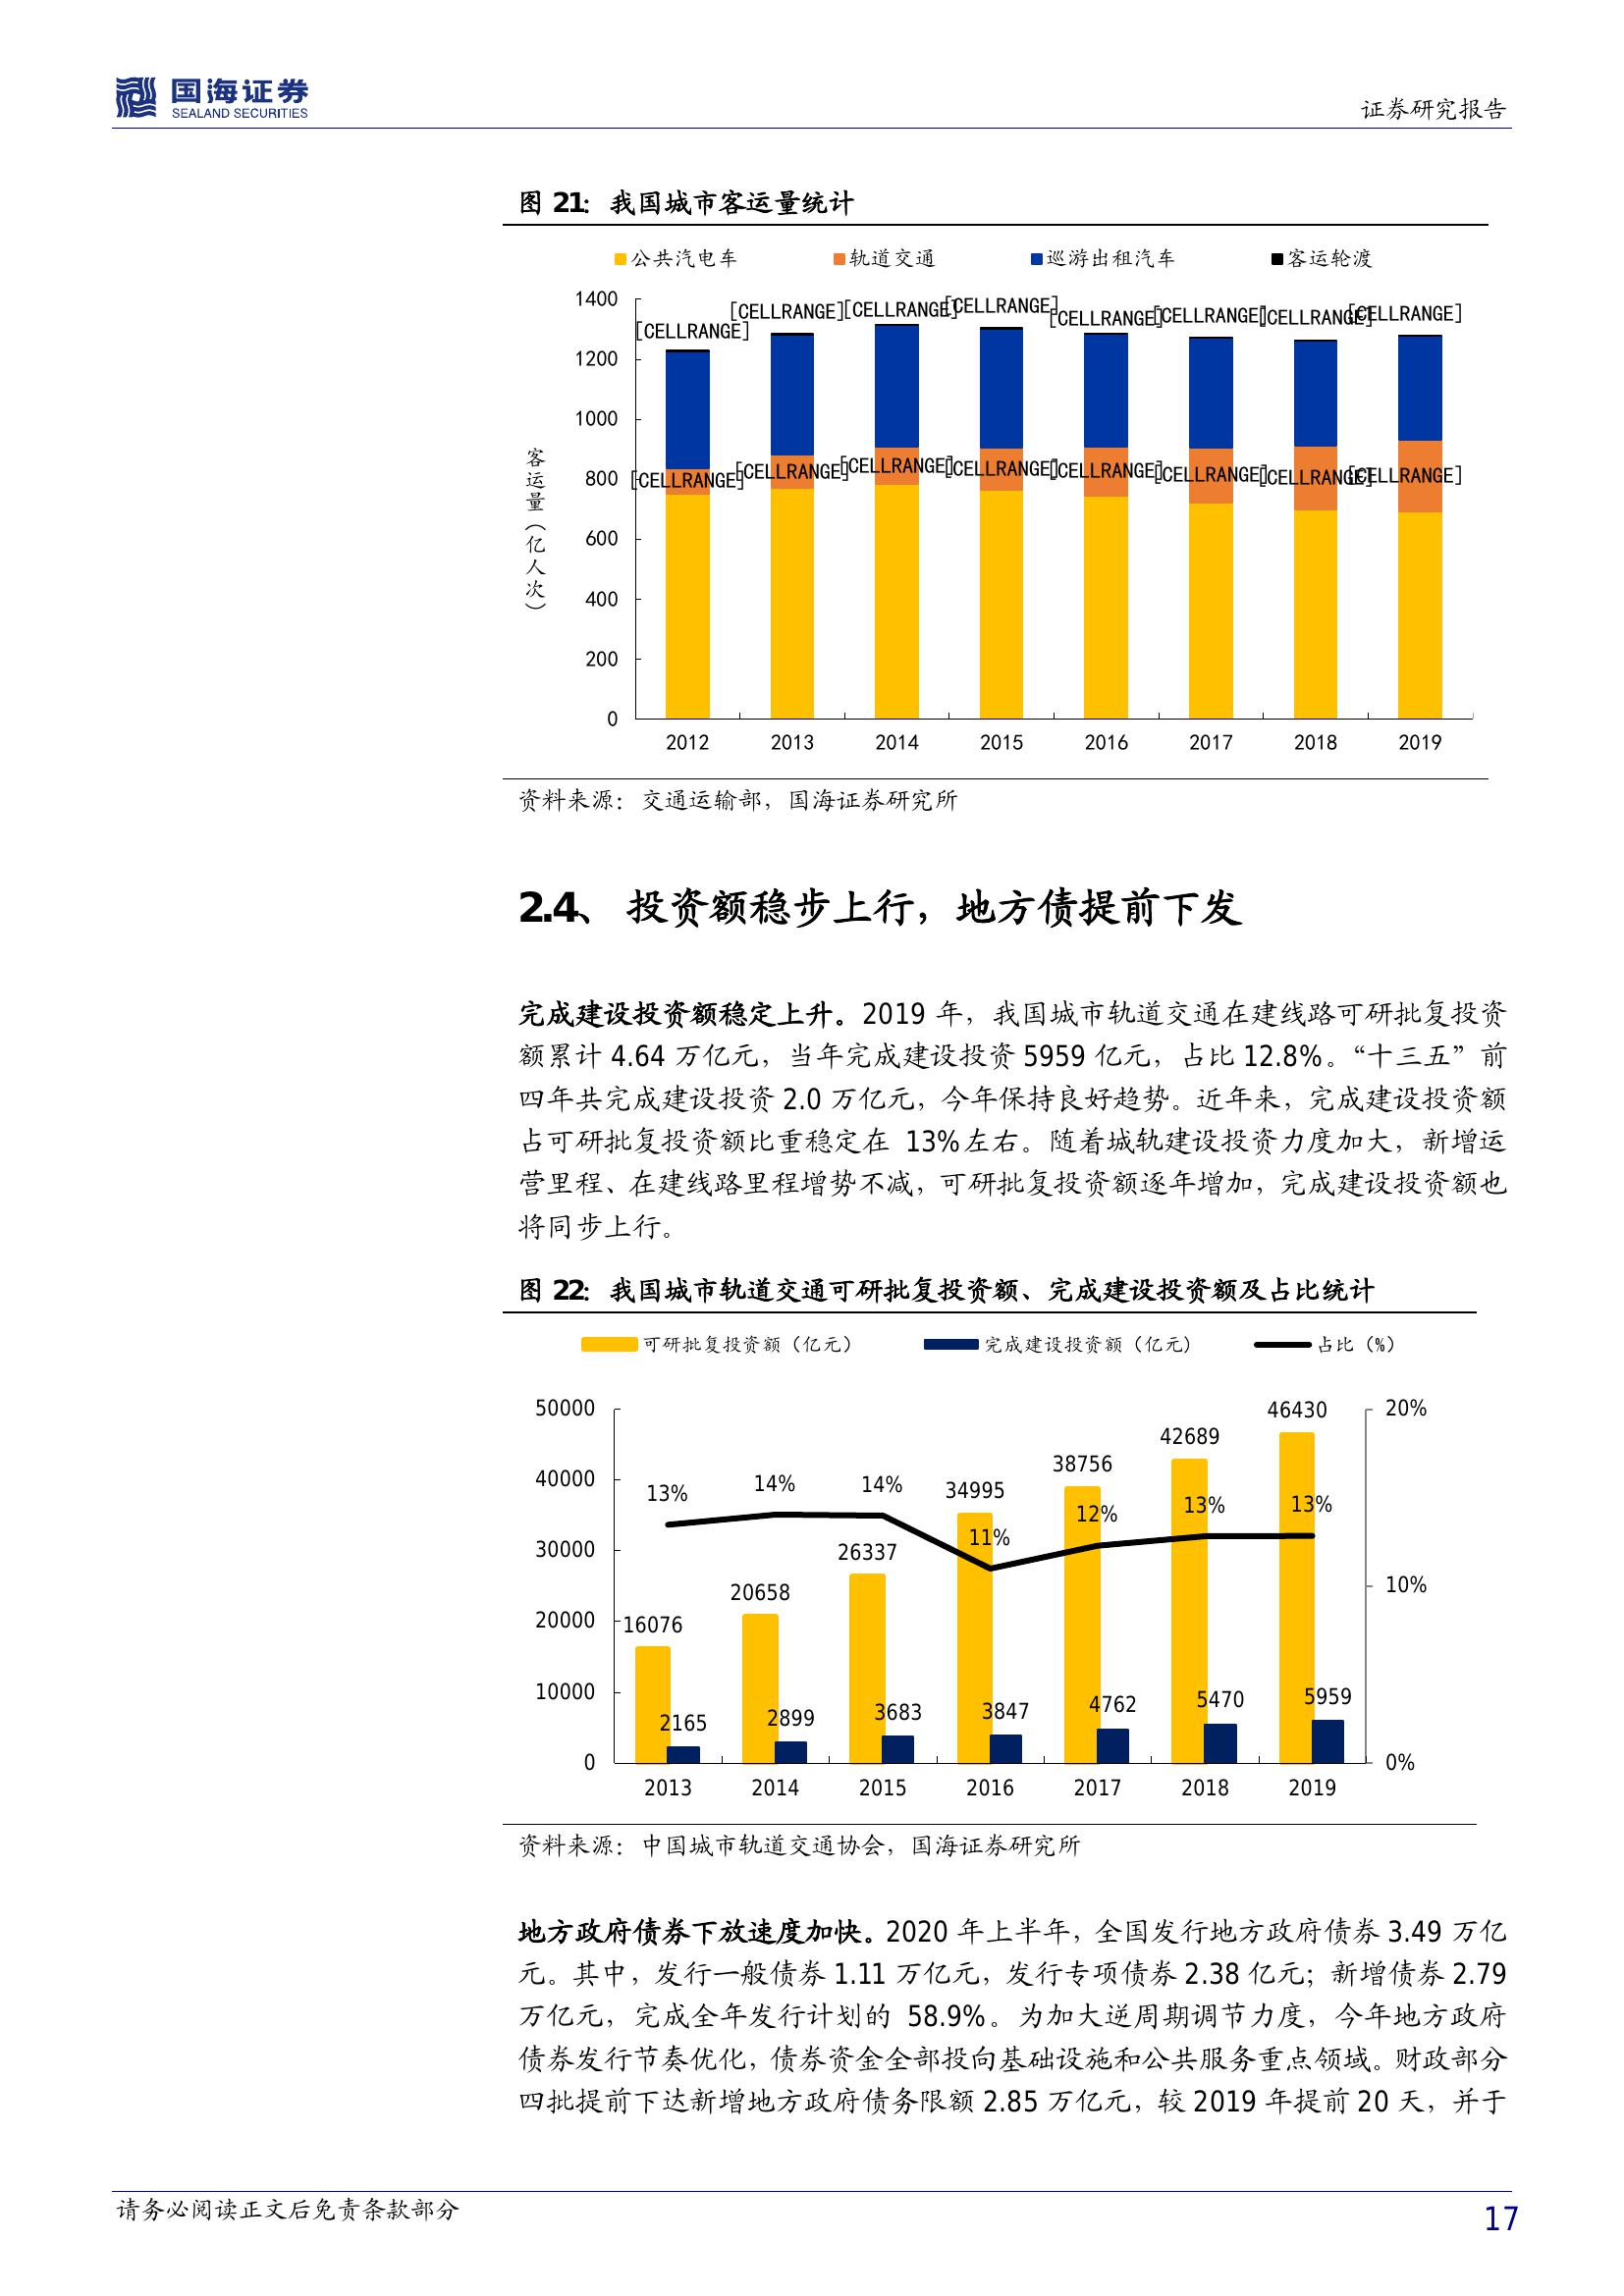 国海证券
SEALAND SECURITIES
证券研究报告
图 21：我国城市客运量统计
公共汽电车 轨道交通 巡游出租汽车 客运轮渡
客运量（亿人次）
1400
1200
1000
800
600
400
200
0
[CELLRANGE] [CELLRANGE] [CELLRANGE] [CELLRANGE] [CELLRANGE] [CELLRANGE] [CELLRANGE] [CELLRANGE]
[CELLRANGE] [CELLRANGE] [CELLRANGE] [CELLRANGE] [CELLRANGE] [CELLRANGE] [CELLRANGE] [CELLRANGE]
2012 2013 2014 2015 2016 2017 2018 2019
资料来源：交通运输部，国海证券研究所
2.4、 投资额稳步上行，地方债提前下发
完成建设投资额稳定上升。2019 年，我国城市轨道交通在建线路可研批复投资
额累计 4.64 万亿元，当年完成建设投资 5959 亿元，占比 12.8%。“十三五”前
四年共完成建设投资 2.0 万亿元，今年保持良好趋势。近年来，完成建设投资额
占可研批复投资额比重稳定在 13%左右。随着城轨建设投资力度加大，新增运
营里程、在建线路里程增势不减，可研批复投资额逐年增加，完成建设投资额也
将同步上行。
图 22：我国城市轨道交通可研批复投资额、完成建设投资额及占比统计
可研批复投资额（亿元） 完成建设投资额（亿元） 占比（%）
50000
40000
30000
20000
10000
0
20%
10%
0%
16076 20658 26337 34995 38756 42689 46430
13% 14% 14% 11% 12% 13% 13%
2165 2899 3683 3847 4762 5470 5959
2013 2014 2015 2016 2017 2018 2019
资料来源：中国城市轨道交通协会，国海证券研究所
地方政府债券下放速度加快。2020 年上半年，全国发行地方政府债券 3.49 万亿
元。其中，发行一般债券 1.11 万亿元，发行专项债券 2.38 亿元；新增债券 2.79
万亿元，完成全年发行计划的 58.9%。为加大逆周期调节力度，今年地方政府
债券发行节奏优化，债券资金全部投向基础设施和公共服务重点领域。财政部分
四批提前下达新增地方政府债务限额 2.85 万亿元，较 2019 年提前 20 天，并于
请务必阅读正文后免责条款部分
17